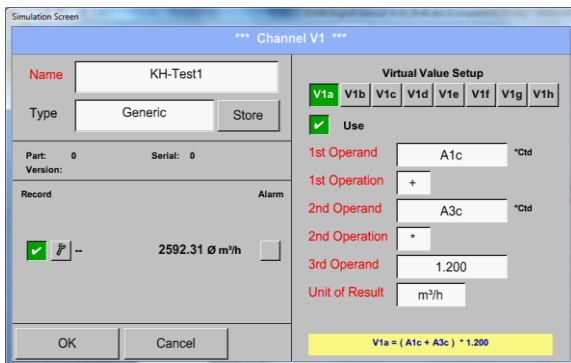 Simulation Screen
*** Channel V1 ***
Name KH-Test1
Type Generic Store
Part: 0 Serial: 0
Version:
Record Alarm
-- 2592.31 Ø m³/h
OK Cancel
Virtual Value Setup
V1a V1b V1c V1d V1e V1f V1g V1h
Use
1st Operand A1c °Ctd
1st Operation +
2nd Operand A3c °Ctd
2nd Operation *
3rd Operand 1.200
Unit of Result m³/h
V1a = ( A1c + A3c ) * 1.200